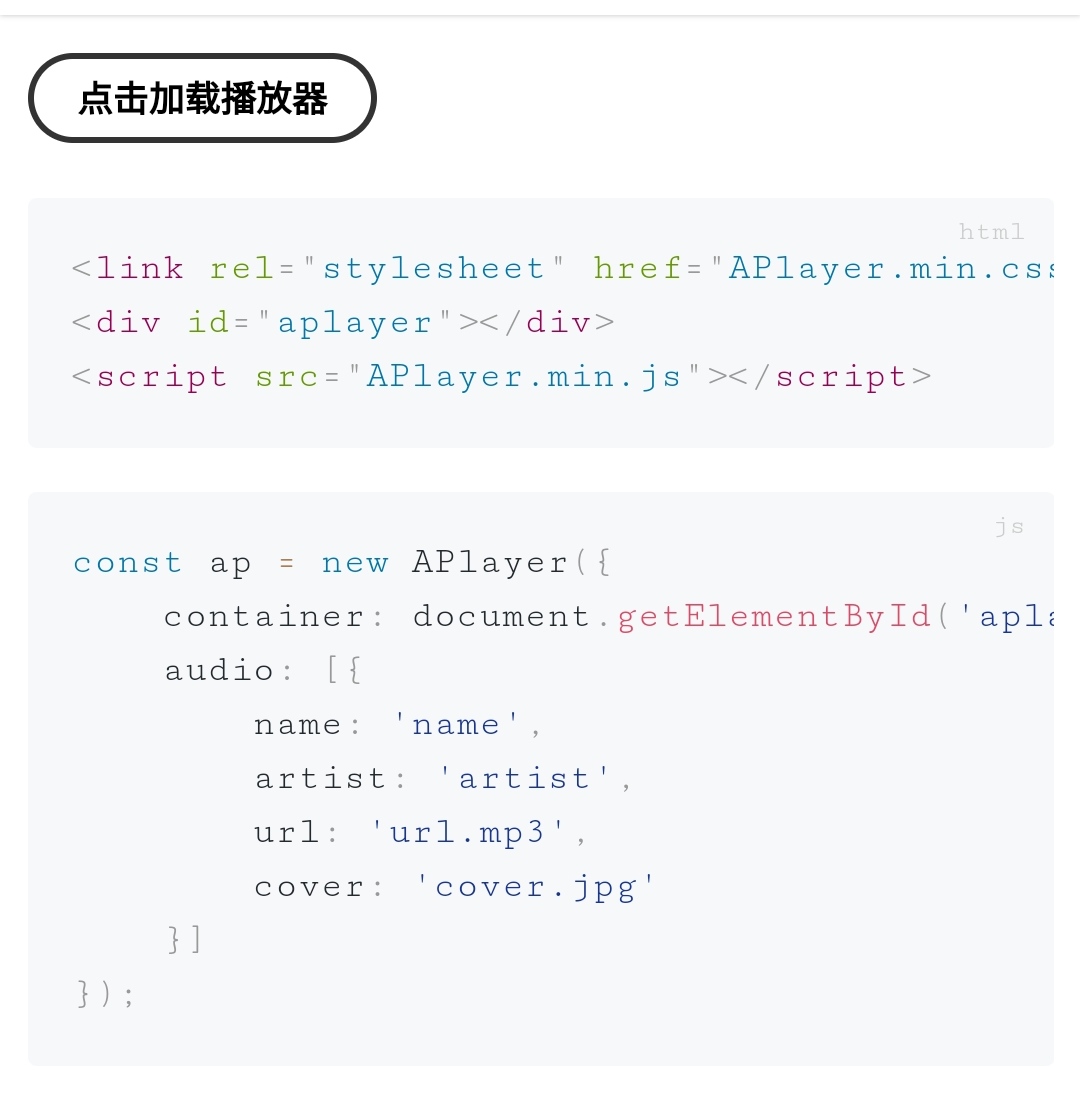 点击加载播放器
html
<link rel="stylesheet" href="APlayer.min.css
<div id="aplayer"></div>
<script src="APlayer.min.js"></script>
js
const ap = new APlayer({
    container: document.getElementById('apla
    audio: [{
        name: 'name',
        artist: 'artist',
        url: 'url.mp3',
        cover: 'cover.jpg'
    }]
});